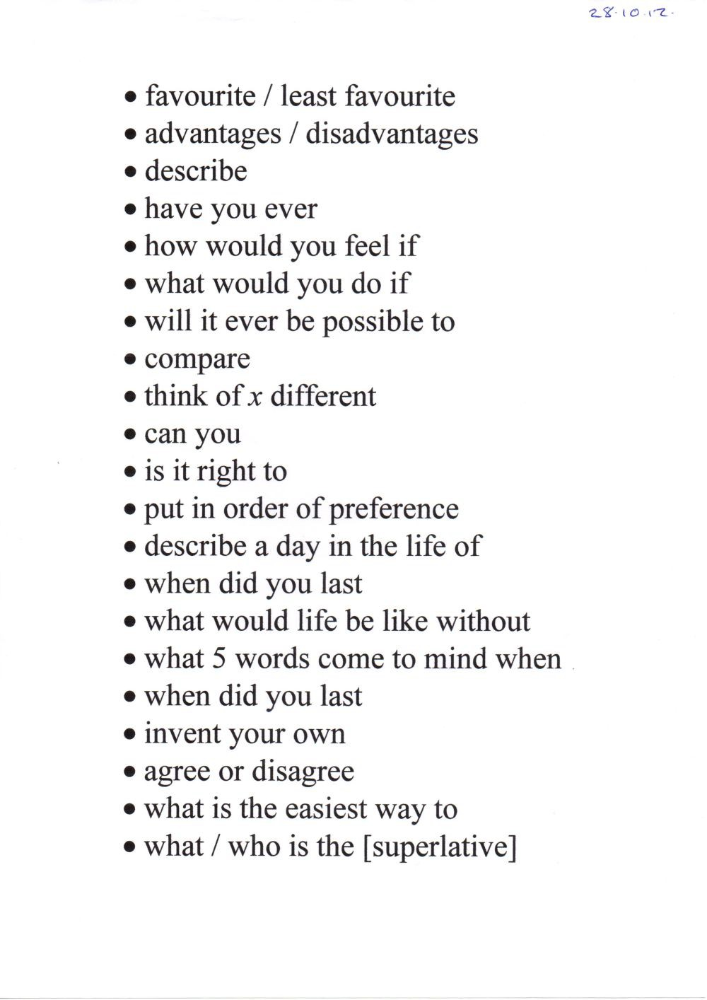 28.10.12.
• favourite / least favourite
• advantages / disadvantages
• describe
• have you ever
• how would you feel if
• what would you do if
• will it ever be possible to
• compare
• think of x different
• can you
• is it right to
• put in order of preference
• describe a day in the life of
• when did you last
• what would life be like without
• what 5 words come to mind when
• when did you last
• invent your own
• agree or disagree
• what is the easiest way to
• what / who is the [superlative]